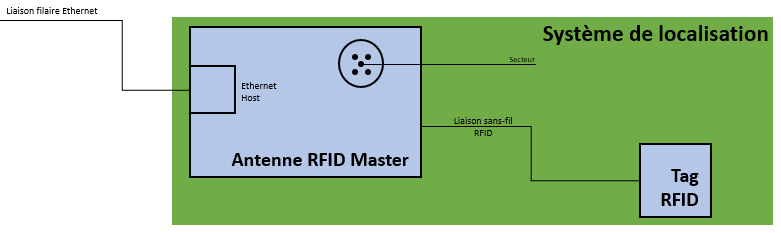 Liaison filaire Ethernet
Système de localisation
Secteur
Ethernet
Host
Liaison sans-fil
RFID
Antenne RFID Master
Tag
RFID